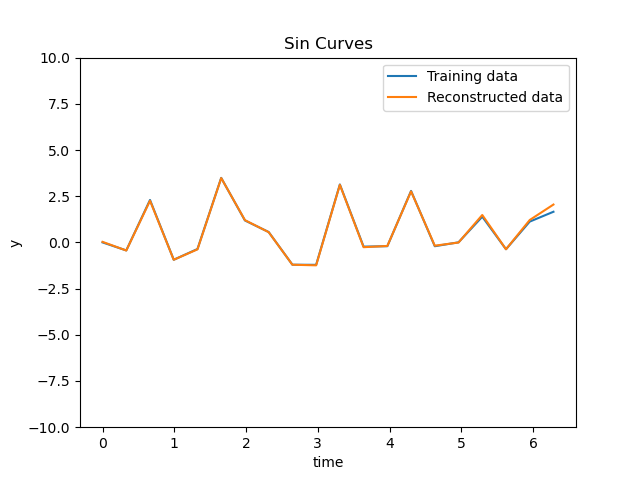 Sin Curves
Training data
Reconstructed data
10.0
7.5
5.0
2.5
0.0
−2.5
−5.0
−7.5
−10.0
y
0 1 2 3 4 5 6
time